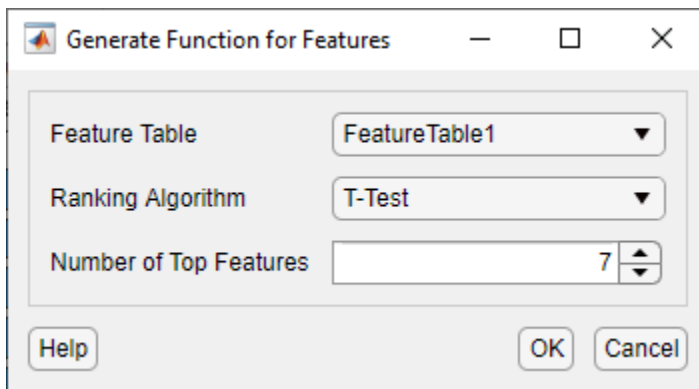 Generate Function for Features
Feature Table FeatureTable1
Ranking Algorithm T-Test
Number of Top Features 7
Help OK Cancel